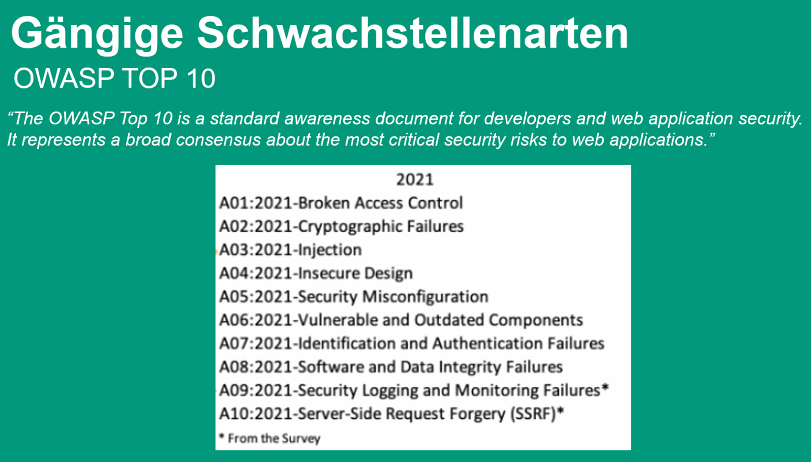 Gängige Schwachstellenarten
OWASP TOP 10
“The OWASP Top 10 is a standard awareness document for developers and web application security.
It represents a broad consensus about the most critical security risks to web applications.”
2021
A01:2021-Broken Access Control
A02:2021-Cryptographic Failures
A03:2021-Injection
A04:2021-Insecure Design
A05:2021-Security Misconfiguration
A06:2021-Vulnerable and Outdated Components
A07:2021-Identification and Authentication Failures
A08:2021-Software and Data Integrity Failures
A09:2021-Security Logging and Monitoring Failures*
A10:2021-Server-Side Request Forgery (SSRF)*
* From the Survey